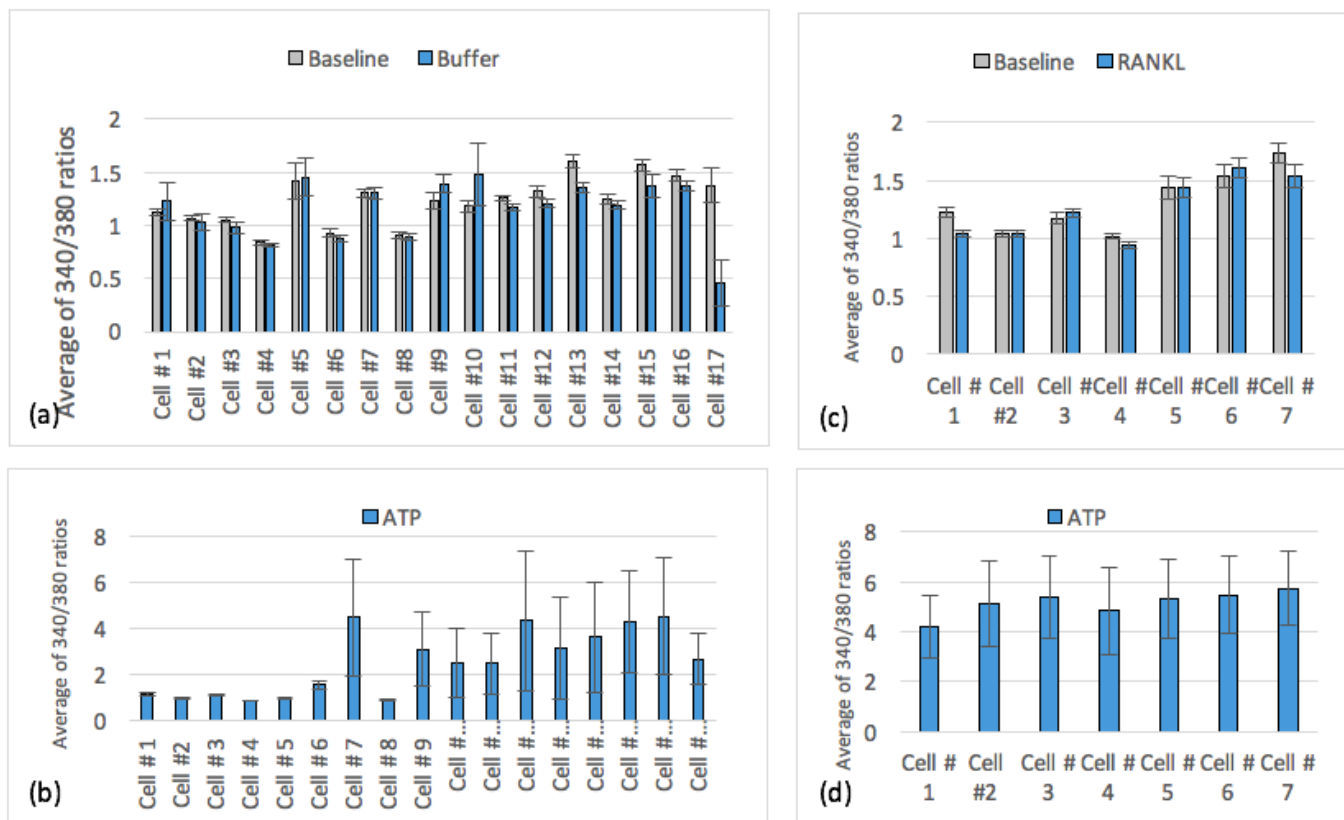 Baseline Buffer
Average of 340/380 ratios
2
1.5
1
0.5
0
Cell # 1
Cell #2
Cell #3
Cell #4
Cell #5
Cell #6
Cell #7
Cell #8
Cell #9
Cell #10
Cell #11
Cell #12
Cell #13
Cell #14
Cell #15
Cell #16
Cell #17
(a)
Baseline RANKL
Average of 340/380 ratios
2
1.5
1
0.5
0
Cell # Cell Cell # Cell # Cell # Cell # Cell #
1 #2 3 4 5 6 7
(c)
ATP
Average of 340/380 ratios
8
6
4
2
0
Cell # 1
Cell #2
Cell # 3
Cell # 4
Cell # 5
Cell # 6
Cell # 7
Cell # 8
Cell # 9
Cell #...
Cell #...
Cell #...
Cell #...
Cell #...
Cell #...
Cell #...
Cell #...
(b)
ATP
Average of 340/380 ratios
8
6
4
2
0
Cell # Cell Cell # Cell # Cell # Cell # Cell #
1 #2 3 4 5 6 7
(d)